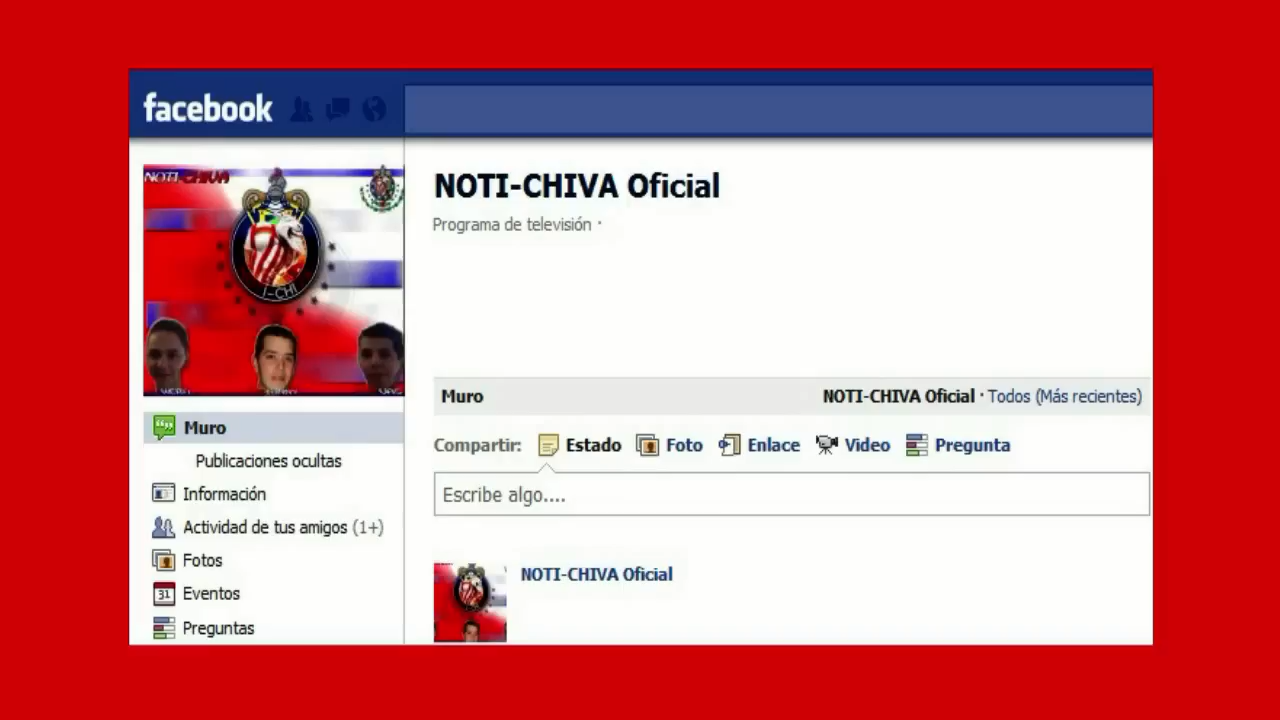 facebook
NOTI-CHIVA
NOTI-CHIVA Oficial
Programa de televisión ·
Muro
NOTI-CHIVA Oficial · Todos (Más recientes)
Compartir: Estado Foto Enlace Video Pregunta
Escribe algo....
NOTI-CHIVA Oficial
Muro
Publicaciones ocultas
Información
Actividad de tus amigos (1+)
Fotos
31 Eventos
Preguntas